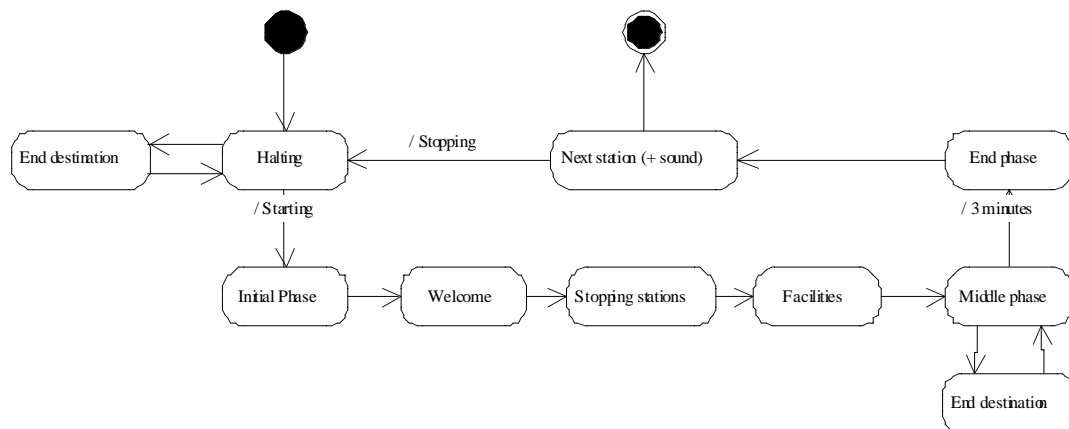 / Stopping
End destination
Halting
Next station (+ sound)
End phase
/ Starting
/ 3 minutes
Initial Phase
Welcome
Stopping stations
Facilities
Middle phase
End destination